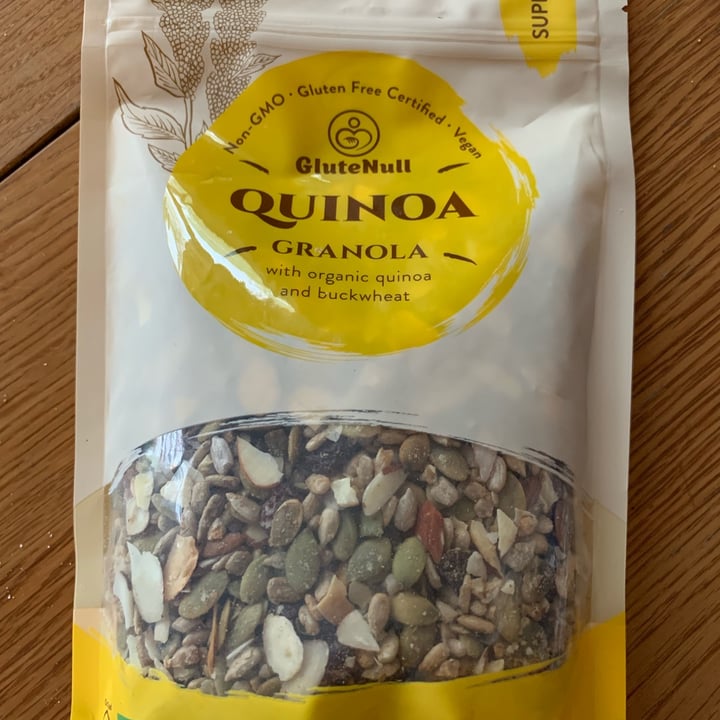 SUPE
Non-GMO · Gluten Free Certified · Vegan
GluteNull
QUINOA
GRANOLA
with organic quinoa
and buckwheat